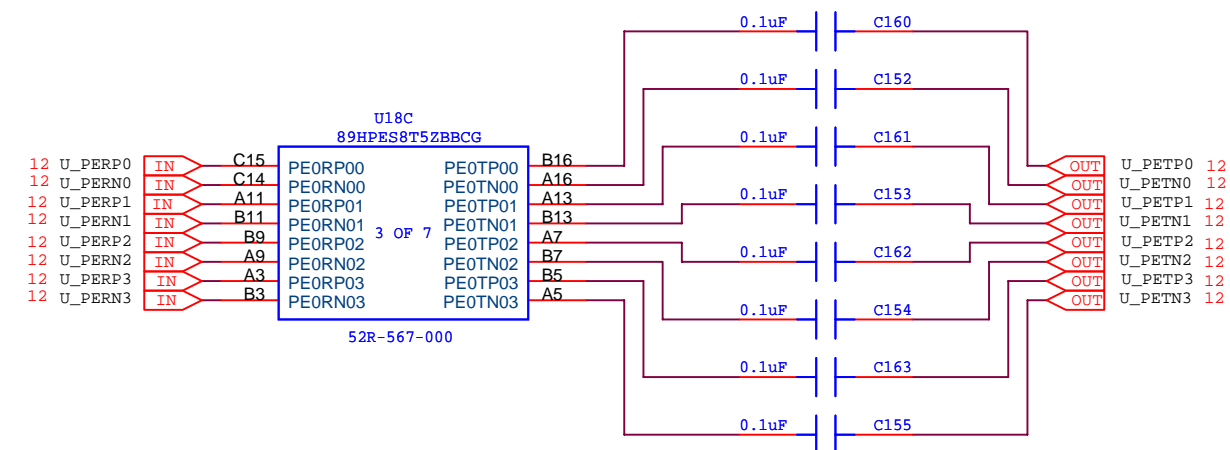 0.1uF C160
0.1uF C152
U18C
89HPES8T5ZBBCG
0.1uF C161
12 U_PERP0 IN C15 PE0RP00 PE0TP00 B16 OUT U_PETP0 12
12 U_PERN0 IN C14 PE0RN00 PE0TN00 A16 OUT U_PETN0 12
12 U_PERP1 IN A11 PE0RP01 PE0TP01 A13 0.1uF C153 OUT U_PETP1 12
12 U_PERN1 IN B11 PE0RN01 PE0TN01 B13 OUT U_PETN1 12
3 OF 7
12 U_PERP2 IN B9 PE0RP02 PE0TP02 A7 0.1uF C162 OUT U_PETP2 12
12 U_PERN2 IN A9 PE0RN02 PE0TN02 B7 OUT U_PETN2 12
12 U_PERP3 IN A3 PE0RP03 PE0TP03 B5 OUT U_PETP3 12
12 U_PERN3 IN B3 PE0RN03 PE0TN03 A5 OUT U_PETN3 12
0.1uF C154
52R-567-000
0.1uF C163
0.1uF C155